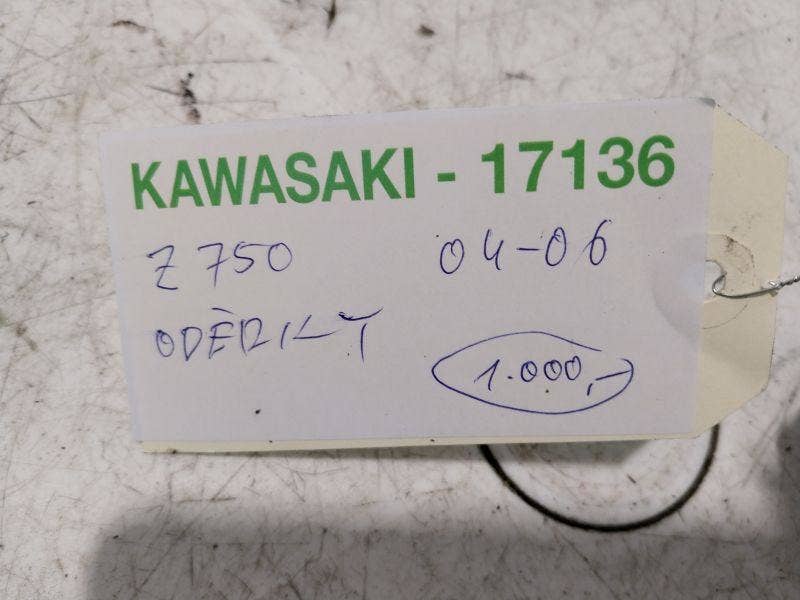 KAWASAKI - 17136
Z 750 04-06
ODĚRKY
1.000,-